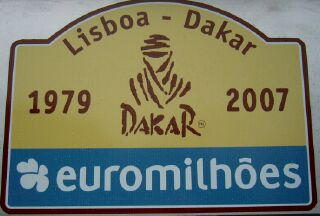 Lisboa - Dakar
1979 2007
DAKAR
euromilhões